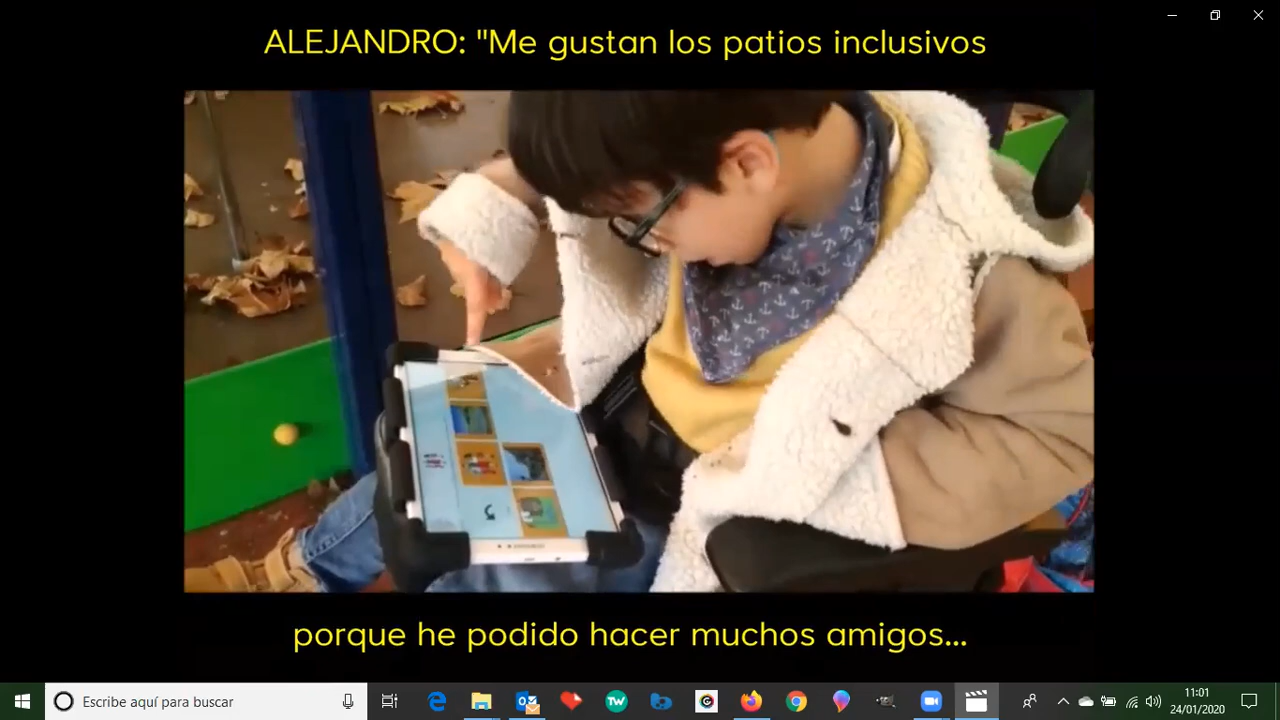 ALEJANDRO: "Me gustan los patios inclusivos
porque he podido hacer muchos amigos...
Escribe aquí para buscar
TW
11:01
24/01/2020